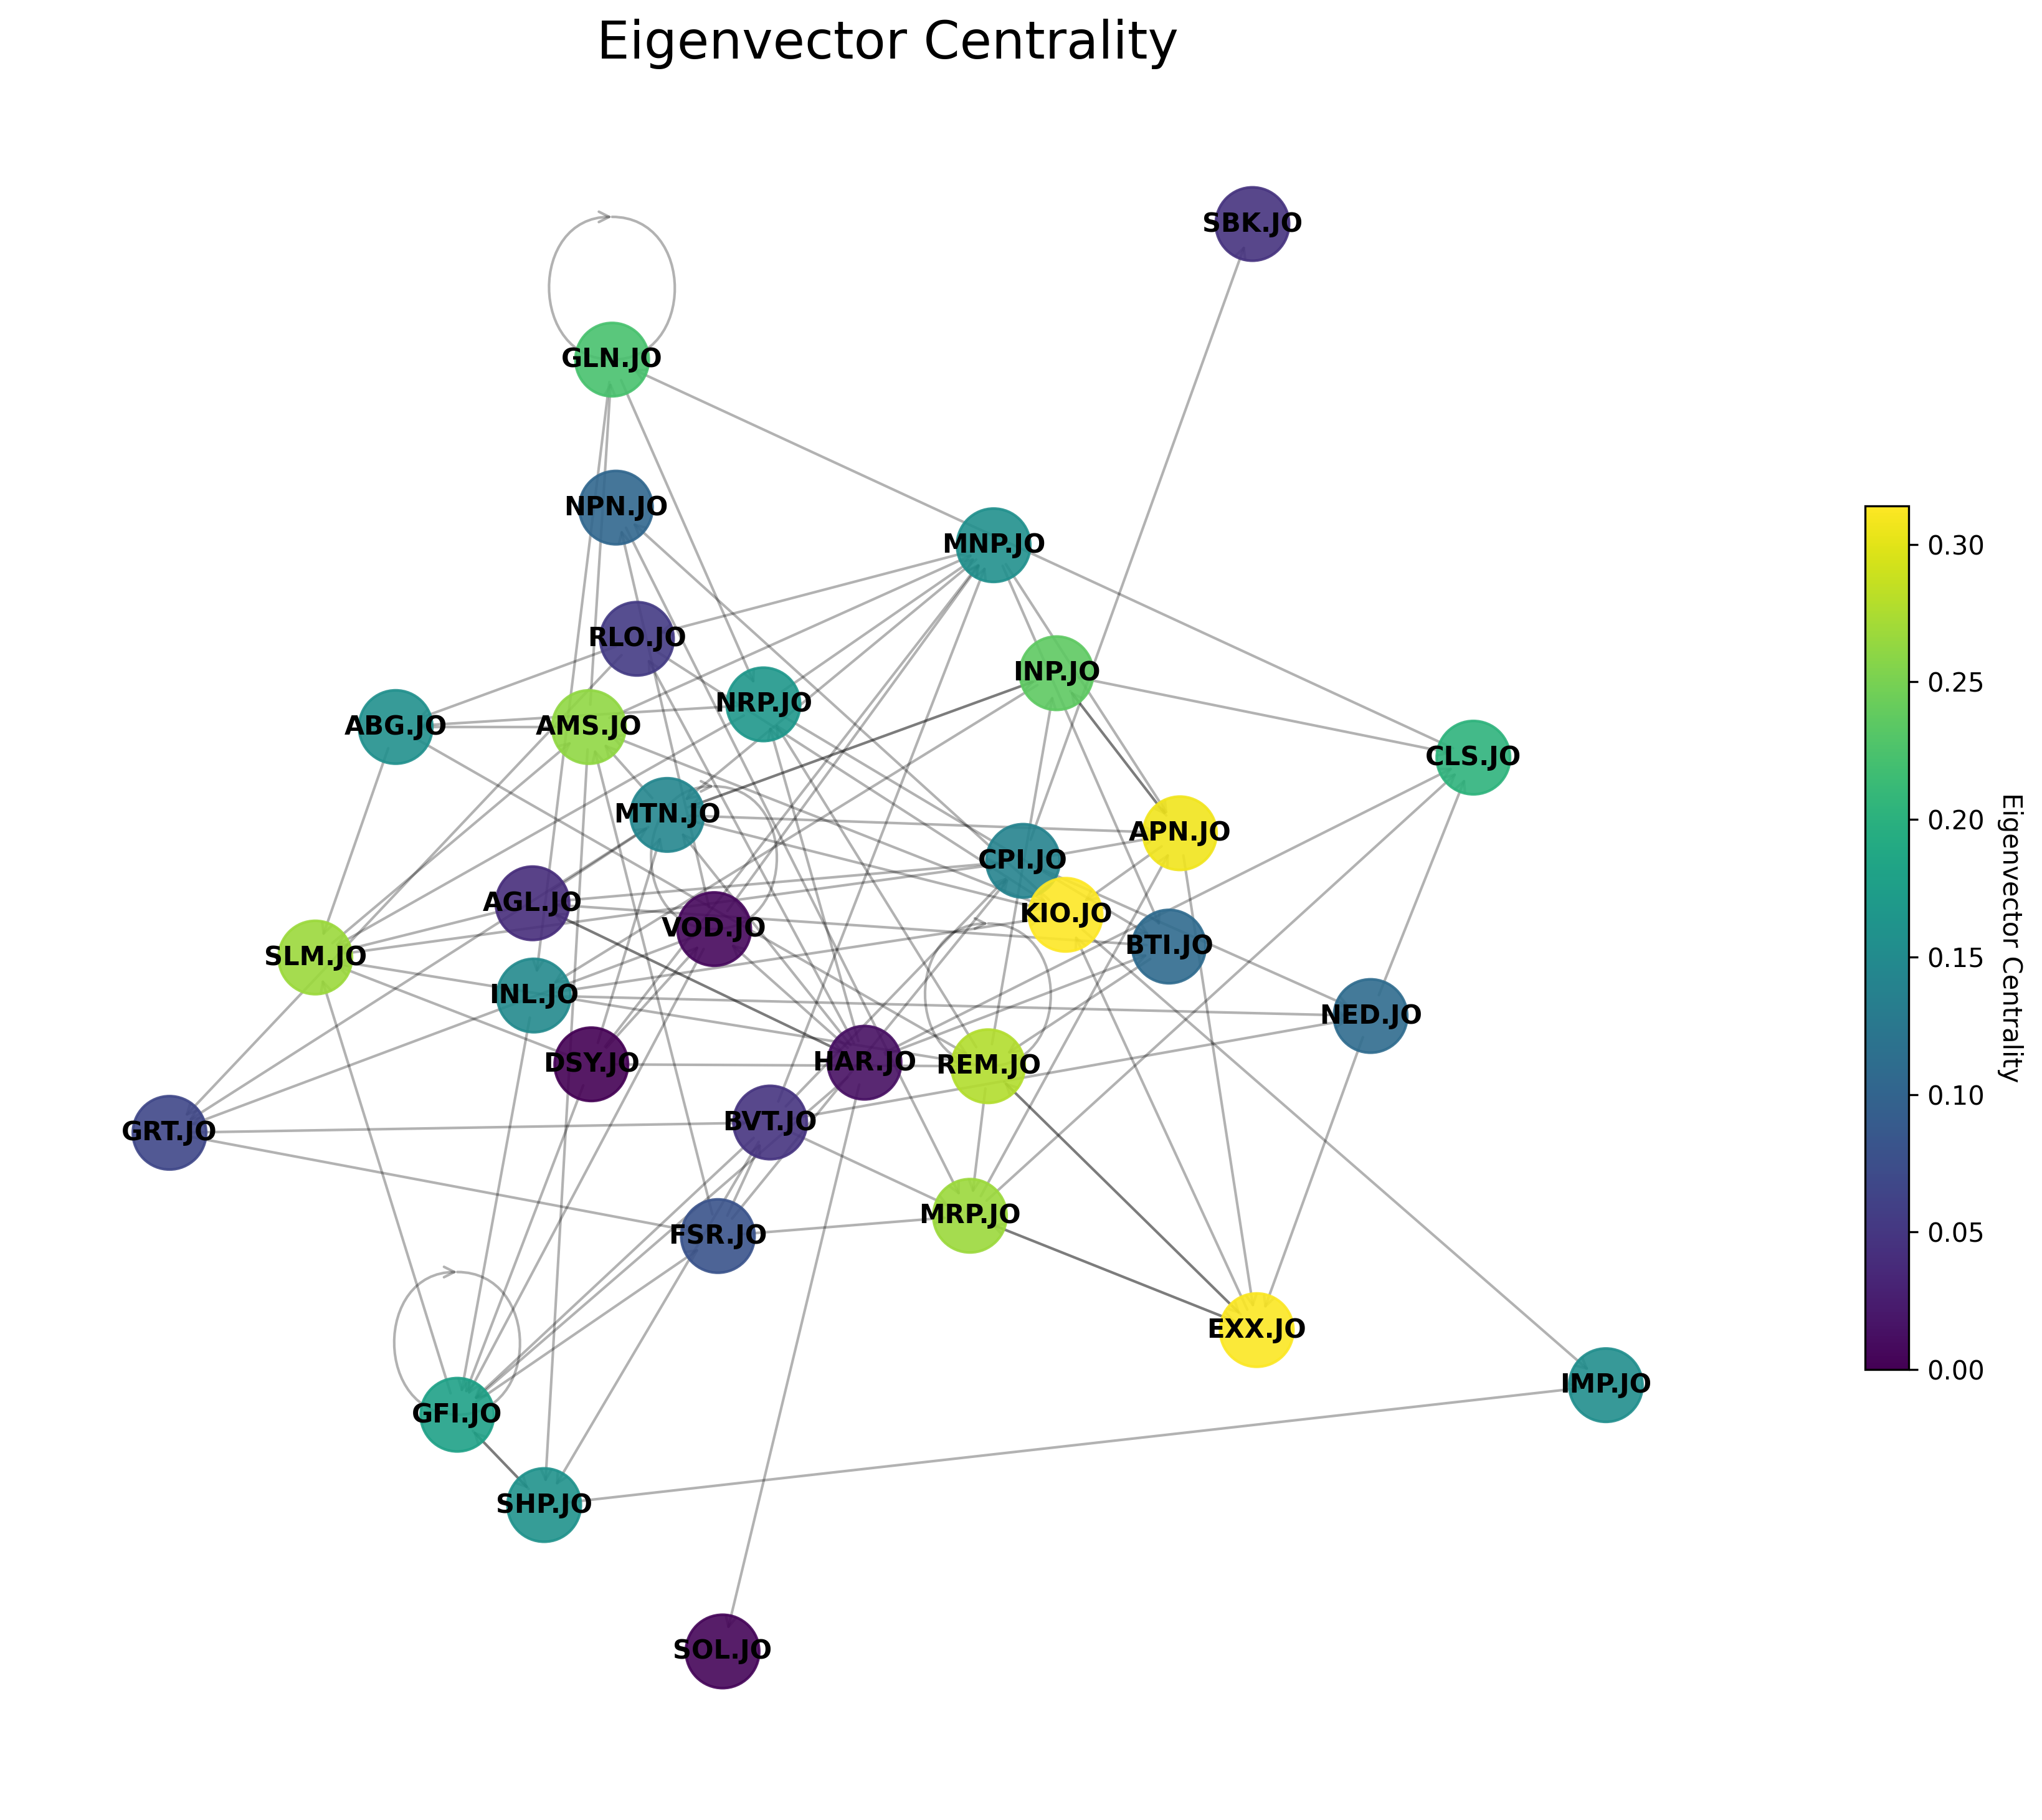 Eigenvector Centrality
SBK.JO
GLN.JO
NPN.JO
MNP.JO
RLO.JO
INP.JO
NRP.JO
ABG.JO
AMS.JO
CLS.JO
MTN.JO
APN.JO
CPI.JO
AGL.JO
KIO.JO
VOD.JO
BTI.JO
SLM.JO
INL.JO
NED.JO
DSY.JO
HAR.JO
REM.JO
BVT.JO
GRT.JO
MRP.JO
FSR.JO
EXX.JO
IMP.JO
GFI.JO
SHP.JO
SOL.JO
0.30
0.25
0.20
0.15
0.10
0.05
0.00
Eigenvector Centrality